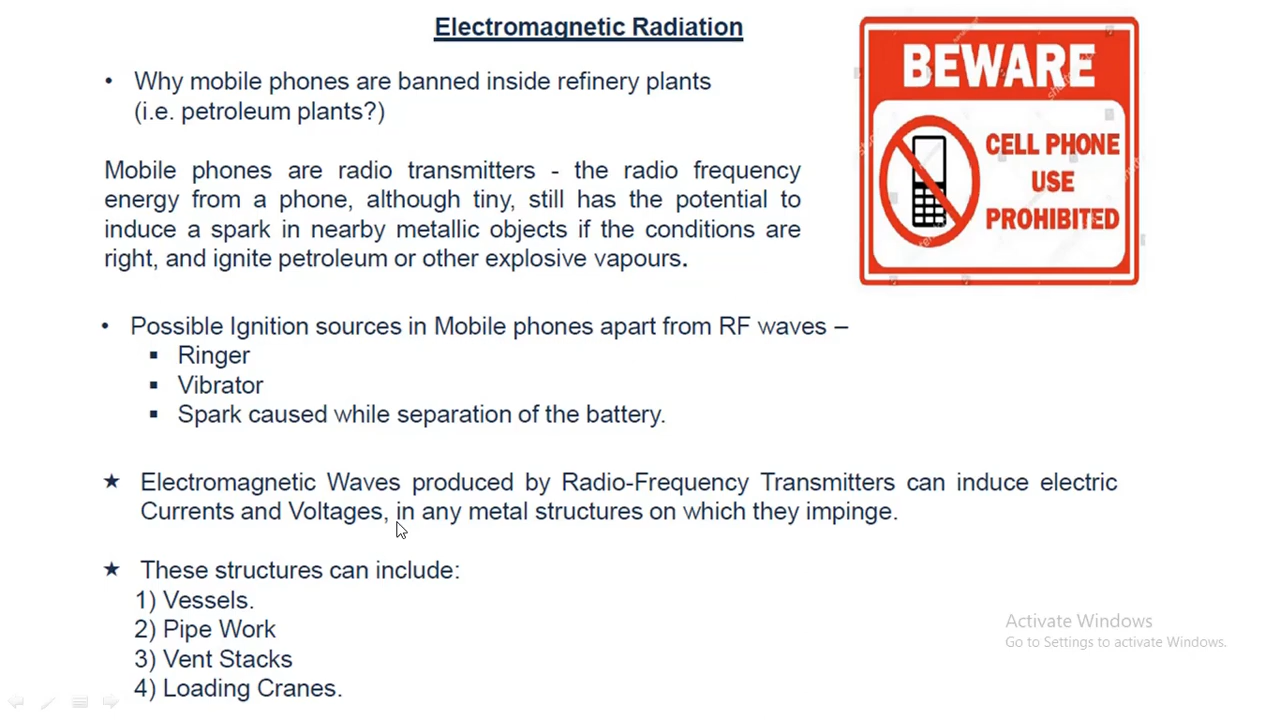 Electromagnetic Radiation
• Why mobile phones are banned inside refinery plants
(i.e. petroleum plants?)
Mobile phones are radio transmitters - the radio frequency
energy from a phone, although tiny, still has the potential to
induce a spark in nearby metallic objects if the conditions are
right, and ignite petroleum or other explosive vapours.
BEWARE
CELL PHONE
USE
PROHIBITED
• Possible Ignition sources in Mobile phones apart from RF waves –
▪ Ringer
▪ Vibrator
▪ Spark caused while separation of the battery.
★ Electromagnetic Waves produced by Radio-Frequency Transmitters can induce electric
Currents and Voltages, in any metal structures on which they impinge.
★ These structures can include:
1) Vessels.
2) Pipe Work
3) Vent Stacks
4) Loading Cranes.
Activate Windows
Go to Settings to activate Windows.